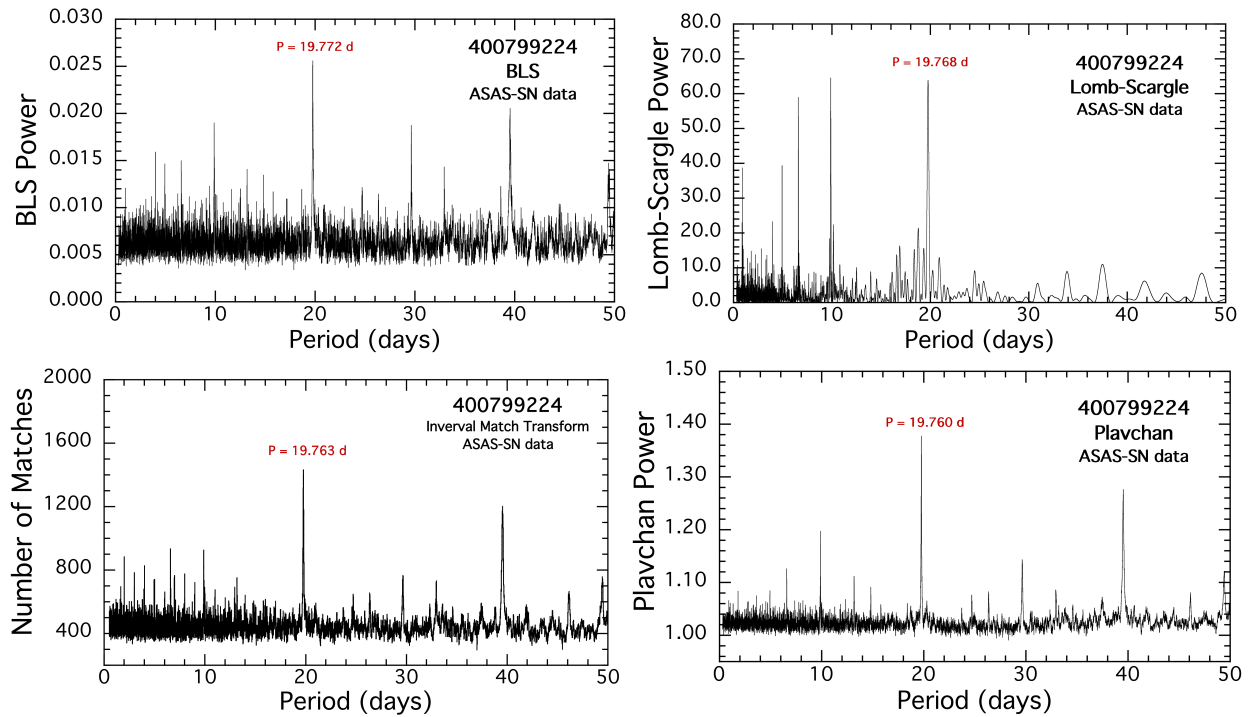 0.030
0.025
0.020
0.015
0.010
0.005
0.000
BLS Power
P = 19.772 d
400799224
BLS
ASAS-SN data
0 10 20 30 40 50
Period (days)
80.0
70.0
60.0
50.0
40.0
30.0
20.0
10.0
0.0
Lomb-Scargle Power
P = 19.768 d
400799224
Lomb-Scargle
ASAS-SN data
0 10 20 30 40 50
Period (days)
2000
1600
1200
800
400
Number of Matches
P = 19.763 d
400799224
Inverval Match Transform
ASAS-SN data
0 10 20 30 40 50
Period (days)
1.50
1.40
1.30
1.20
1.10
1.00
Plavchan Power
P = 19.760 d
400799224
Plavchan
ASAS-SN data
0 10 20 30 40 50
Period (days)